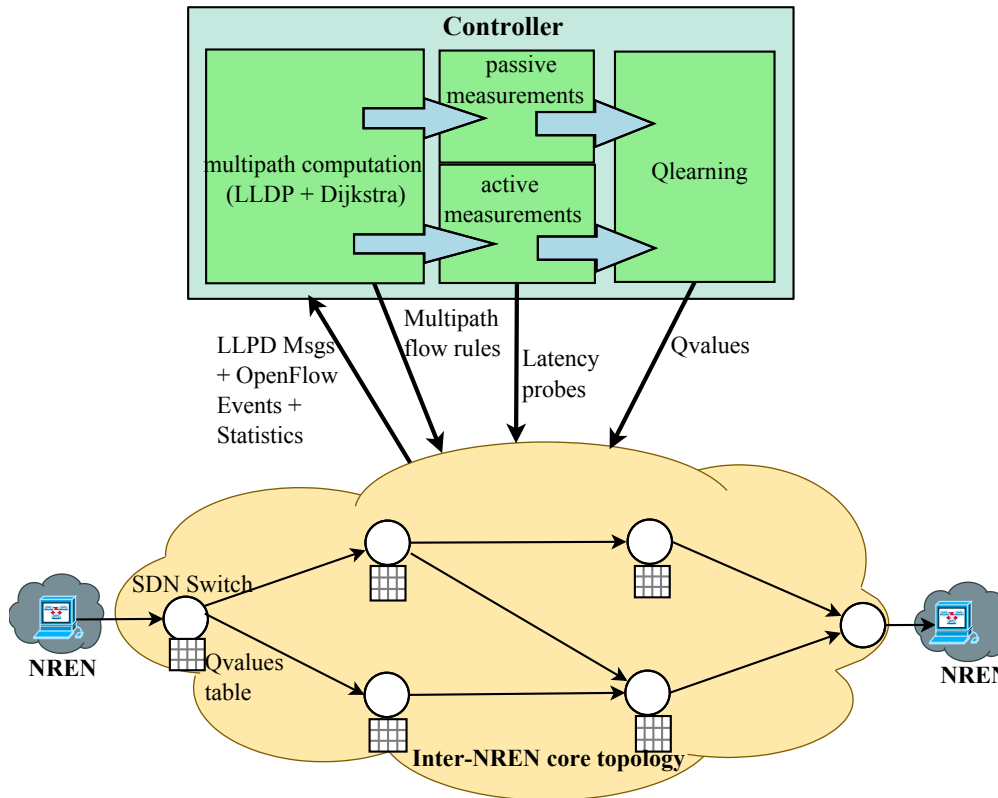 Controller
multipath computation
(LLDP + Dijkstra)
passive
measurements
active
measurements
Qlearning
LLPD Msgs
+ OpenFlow
Events +
Statistics
Multipath
flow rules
Latency
probes
Qvalues
SDN Switch
Qvalues
table
NREN
NREN
Inter-NREN core topology